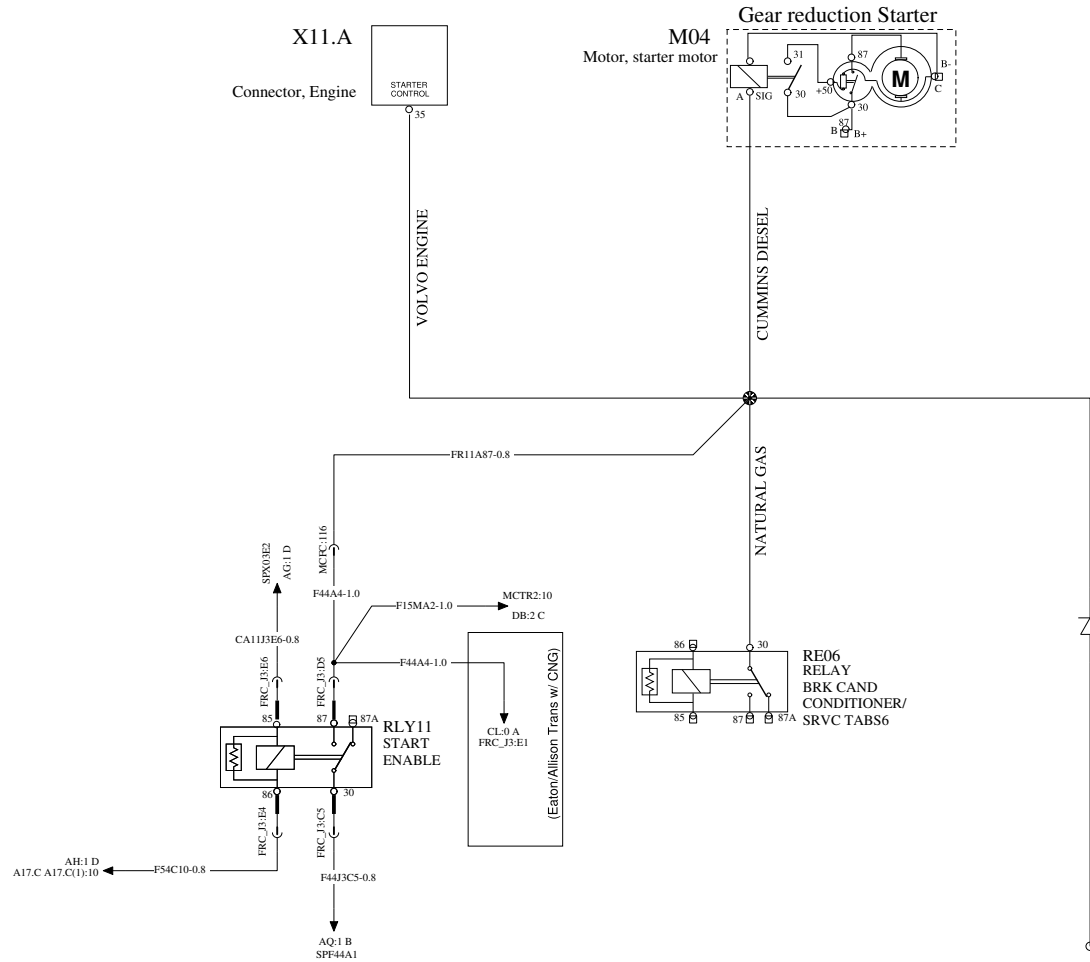 Gear reduction Starter
X11.A
Connector, Engine
STARTER
CONTROL
35
M04
Motor, starter motor
A
SIG
31
30
+50
87
30
87
B
B+
M
B-
C
VOLVO ENGINE
CUMMINS DIESEL
NATURAL GAS
FR11A87-0.8
MCFC:116
SPX03E2
AG:1 D
F44A4-1.0
F15MA2-1.0
MCTR2:10
DB:2 C
CA11J3E6-0.8
F44A4-1.0
FRC_J3:E6
FRC_J3:D5
CL:0 A
FRC_J3:E1
(Eaton/Allison Trans w/ CNG)
85
87
87A
RLY11
START
ENABLE
86
30
FRC_J3:E4
FRC_J3:C5
AH:1 D
A17.C A17.C(1):10
F54C10-0.8
F44J3C5-0.8
AQ:1 B
SPF44A1
86
30
RE06
RELAY
BRK CAND
CONDITIONER/
SRVC TABS6
85
87
87A